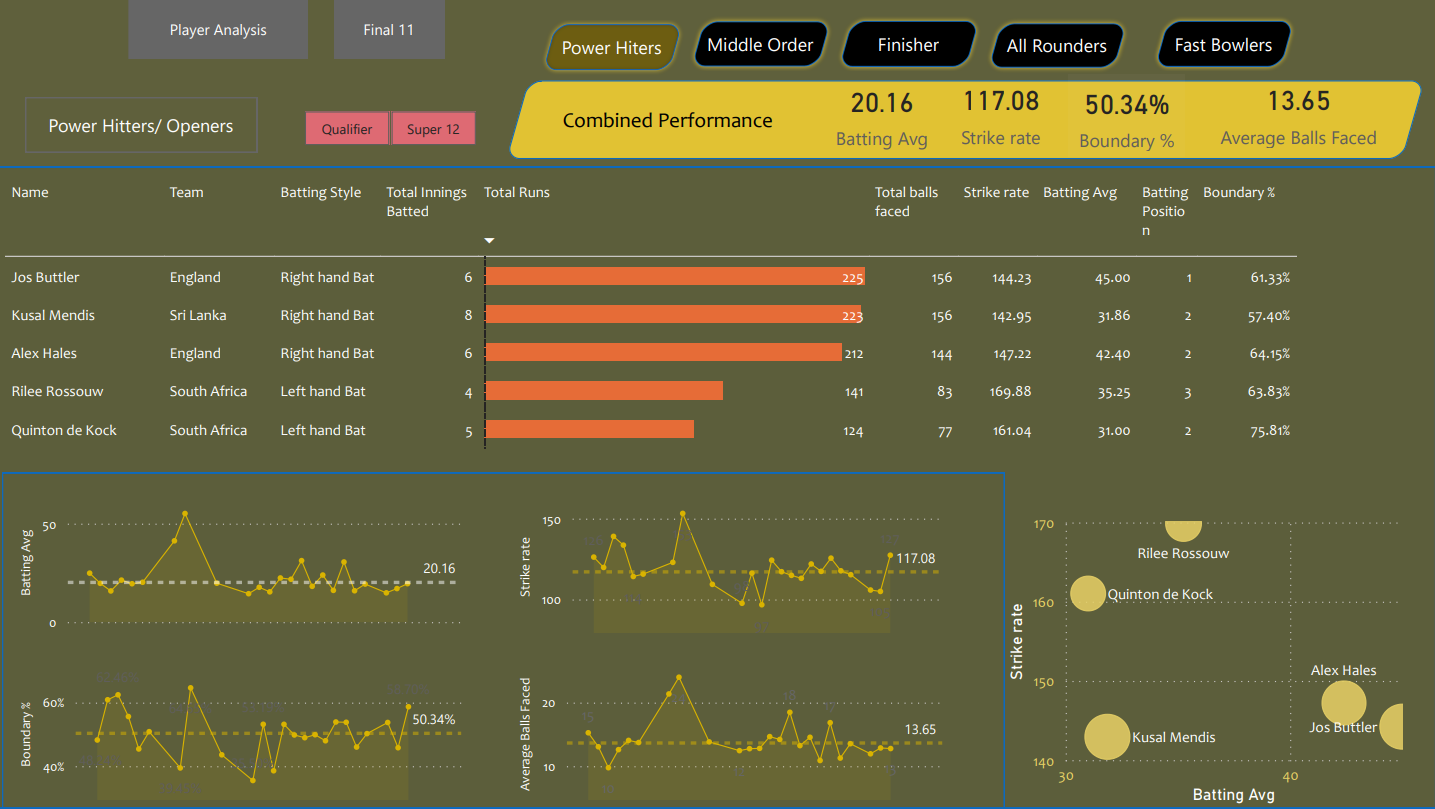 Player Analysis
Final 11
Power Hiters
Middle Order
Finisher
All Rounders
Fast Bowlers
Power Hitters/ Openers
Qualifier
Super 12
Combined Performance
20.16
Batting Avg
117.08
Strike rate
50.34%
Boundary %
13.65
Average Balls Faced
Name Team Batting Style Total Innings Total Runs Total balls Strike rate Batting Avg Batting Boundary %
Batted faced Positio
n
Jos Buttler England Right hand Bat 6 225 156 144.23 45.00 1 61.33%
Kusal Mendis Sri Lanka Right hand Bat 8 223 156 142.95 31.86 2 57.40%
Alex Hales England Right hand Bat 6 212 144 147.22 42.40 2 64.15%
Rilee Rossouw South Africa Left hand Bat 4 141 83 169.88 35.25 3 63.83%
Quinton de Kock South Africa Left hand Bat 5 124 77 161.04 31.00 2 75.81%
Batting Avg
50
0
20.16
Strike rate
150
100
117.08
Boundary %
60%
40%
50.34%
Average Balls Faced
20
10
13.65
Strike rate
170
160
150
140
Rilee Rossouw
Quinton de Kock
Alex Hales
Jos Buttler
Kusal Mendis
30
40
Batting Avg